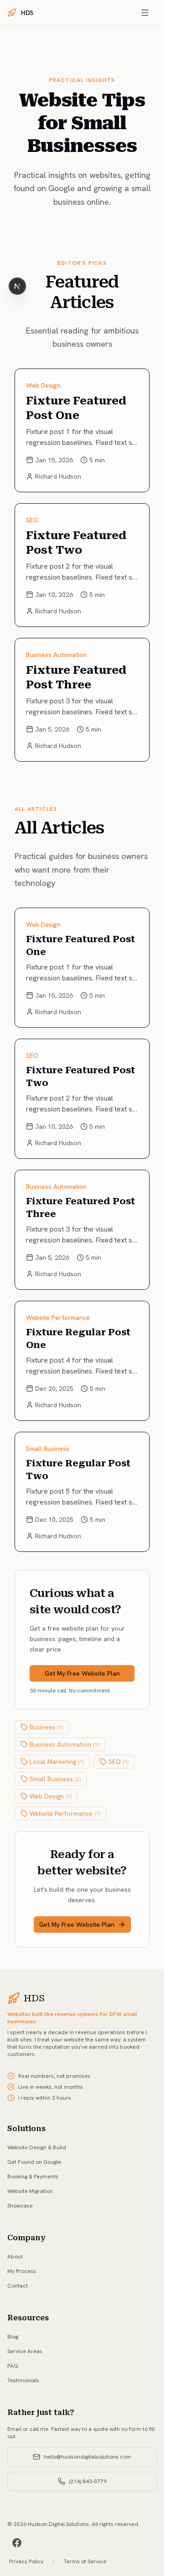 HDS
PRACTICAL INSIGHTS
Website Tips
for Small
Businesses
Practical insights on websites, getting
found on Google and growing a small
business online.
EDITOR'S PICKS
Featured
Articles
Essential reading for ambitious
business owners
N
Web Design
Fixture Featured
Post One
Fixture post 1 for the visual
regression baselines. Fixed text s...
Jan 15, 2026 5 min
Richard Hudson
SEO
Fixture Featured
Post Two
Fixture post 2 for the visual
regression baselines. Fixed text s...
Jan 10, 2026 5 min
Richard Hudson
Business Automation
Fixture Featured
Post Three
Fixture post 3 for the visual
regression baselines. Fixed text s...
Jan 5, 2026 5 min
Richard Hudson
ALL ARTICLES
All Articles
Practical guides for business owners
who want more from their
technology
Web Design
Fixture Featured Post
One
Fixture post 1 for the visual
regression baselines. Fixed text s...
Jan 15, 2026 5 min
Richard Hudson
SEO
Fixture Featured Post
Two
Fixture post 2 for the visual
regression baselines. Fixed text s...
Jan 10, 2026 5 min
Richard Hudson
Business Automation
Fixture Featured Post
Three
Fixture post 3 for the visual
regression baselines. Fixed text s...
Jan 5, 2026 5 min
Richard Hudson
Website Performance
Fixture Regular Post
One
Fixture post 4 for the visual
regression baselines. Fixed text s...
Dec 20, 2025 5 min
Richard Hudson
Small Business
Fixture Regular Post
Two
Fixture post 5 for the visual
regression baselines. Fixed text s...
Dec 10, 2025 5 min
Richard Hudson
Curious what a
site would cost?
Get a free website plan for your
business: pages, timeline and a
clear price.
Get My Free Website Plan
30-minute call. No commitment.
Business (1)
Business Automation (1)
Local Marketing (1) SEO (1)
Small Business (2)
Web Design (1)
Website Performance (1)
Ready for a
better website?
Let's build the one your business
deserves.
Get My Free Website Plan
HDS
Websites built like revenue systems for DFW small
businesses.
I spent nearly a decade in revenue operations before I
built sites. I treat your website the same way: a system
that turns the reputation you've earned into booked
customers.
Real numbers, not promises
Live in weeks, not months
I reply within 2 hours
Solutions
Website Design & Build
Get Found on Google
Booking & Payments
Website Migration
Showcase
Company
About
My Process
Contact
Resources
Blog
Service Areas
FAQ
Testimonials
Rather just talk?
Email or call me. Fastest way to a quote with no form to fill
out.
hello@hudsondigitalsolutions.com
(214) 843-0779
© 2026 Hudson Digital Solutions. All rights reserved.
Privacy Policy / Terms of Service